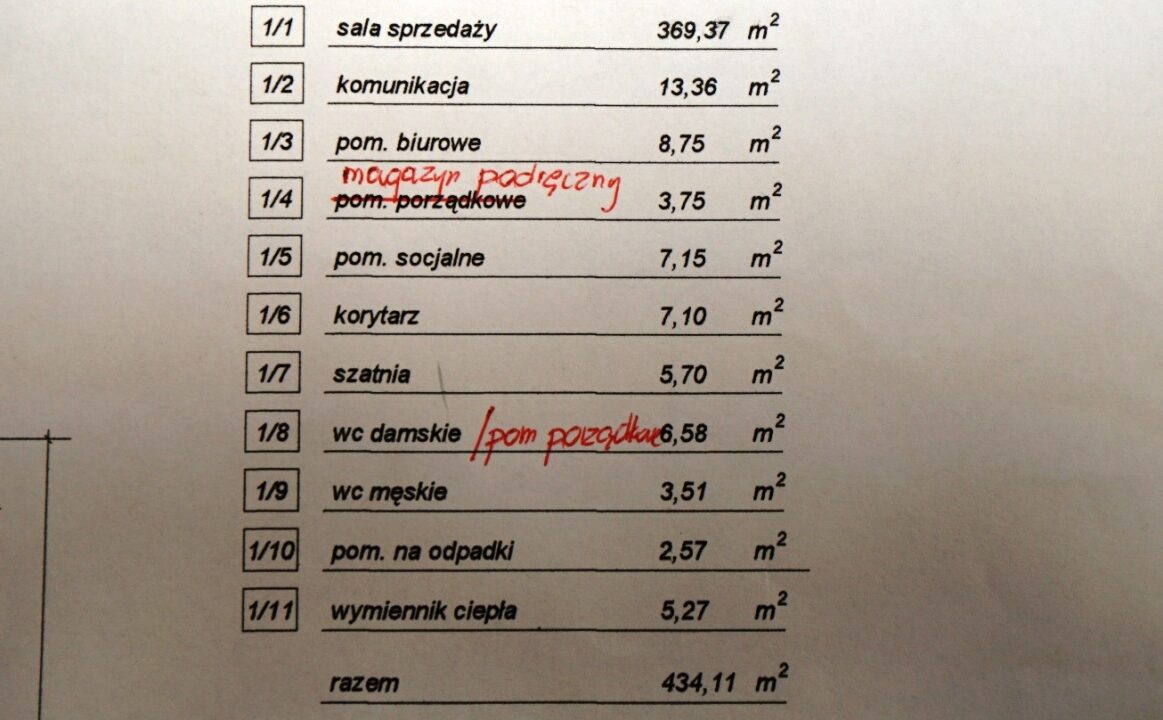 1/1 sala sprzedaży 369,37 m²
1/2 komunikacja 13,36 m²
1/3 pom. biurowe 8,75 m²
magazyn podręczny
1/4 pom. porządkowe 3,75 m²
1/5 pom. socjalne 7,15 m²
1/6 korytarz 7,10 m²
1/7 szatnia 5,70 m²
1/8 wc damskie /pom porządkowe 6,58 m²
1/9 wc męskie 3,51 m²
1/10 pom. na odpadki 2,57 m²
1/11 wymiennik ciepła 5,27 m²
razem 434,11 m²